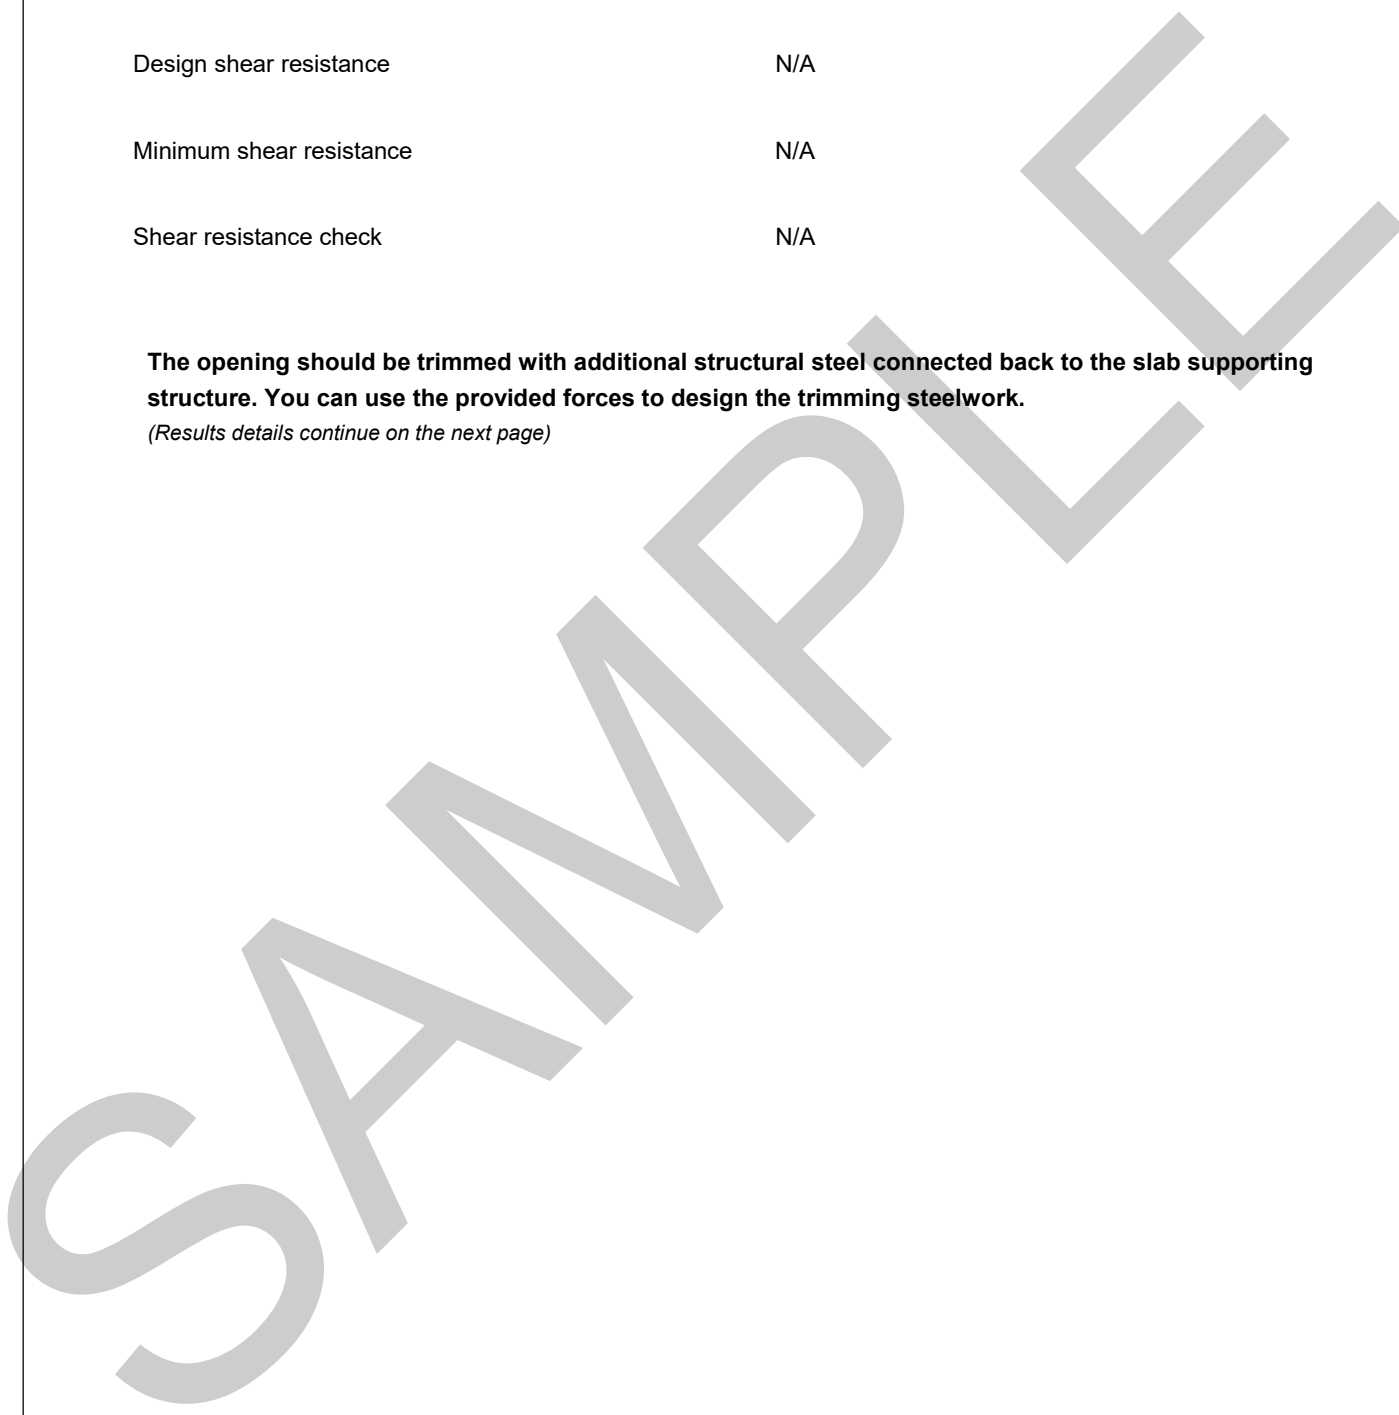 Design shear resistance N/A
Minimum shear resistance N/A
Shear resistance check N/A
The opening should be trimmed with additional structural steel connected back to the slab supporting
structure. You can use the provided forces to design the trimming steelwork.
(Results details continue on the next page)
SAMPLE